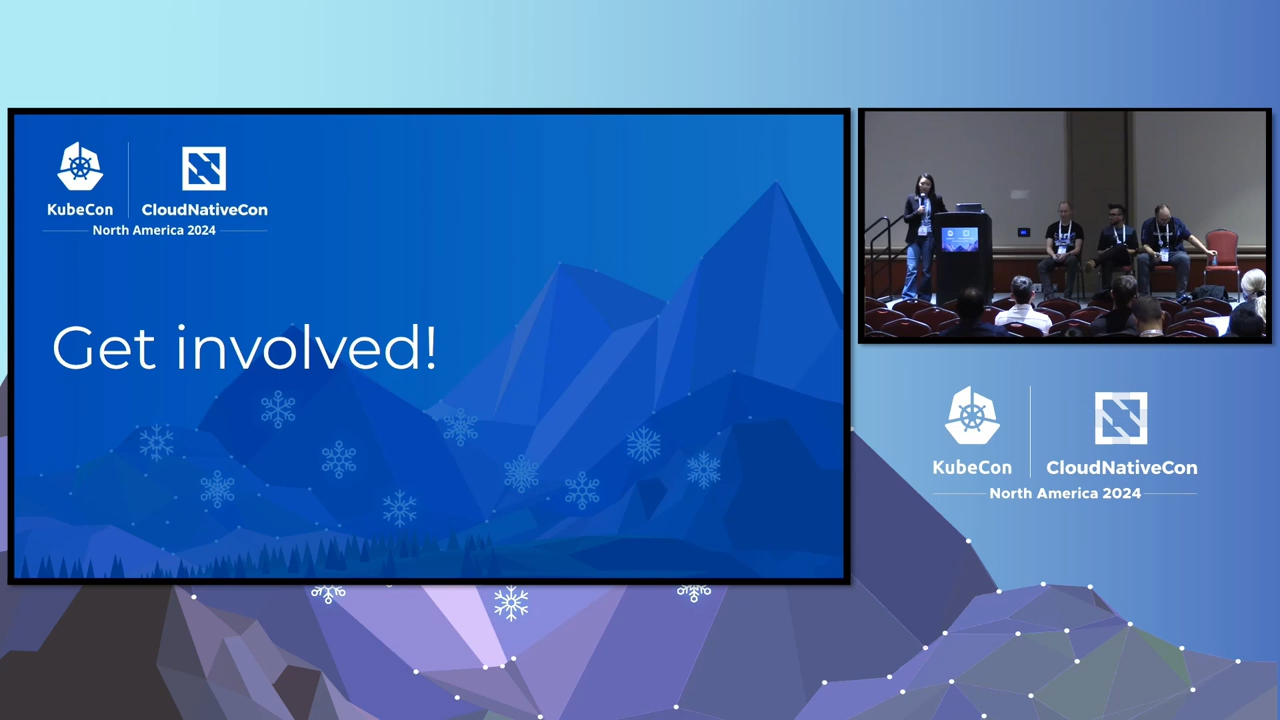 KubeCon
CloudNativeCon
North America 2024
Get involved!
KubeCon
CloudNativeCon
North America 2024